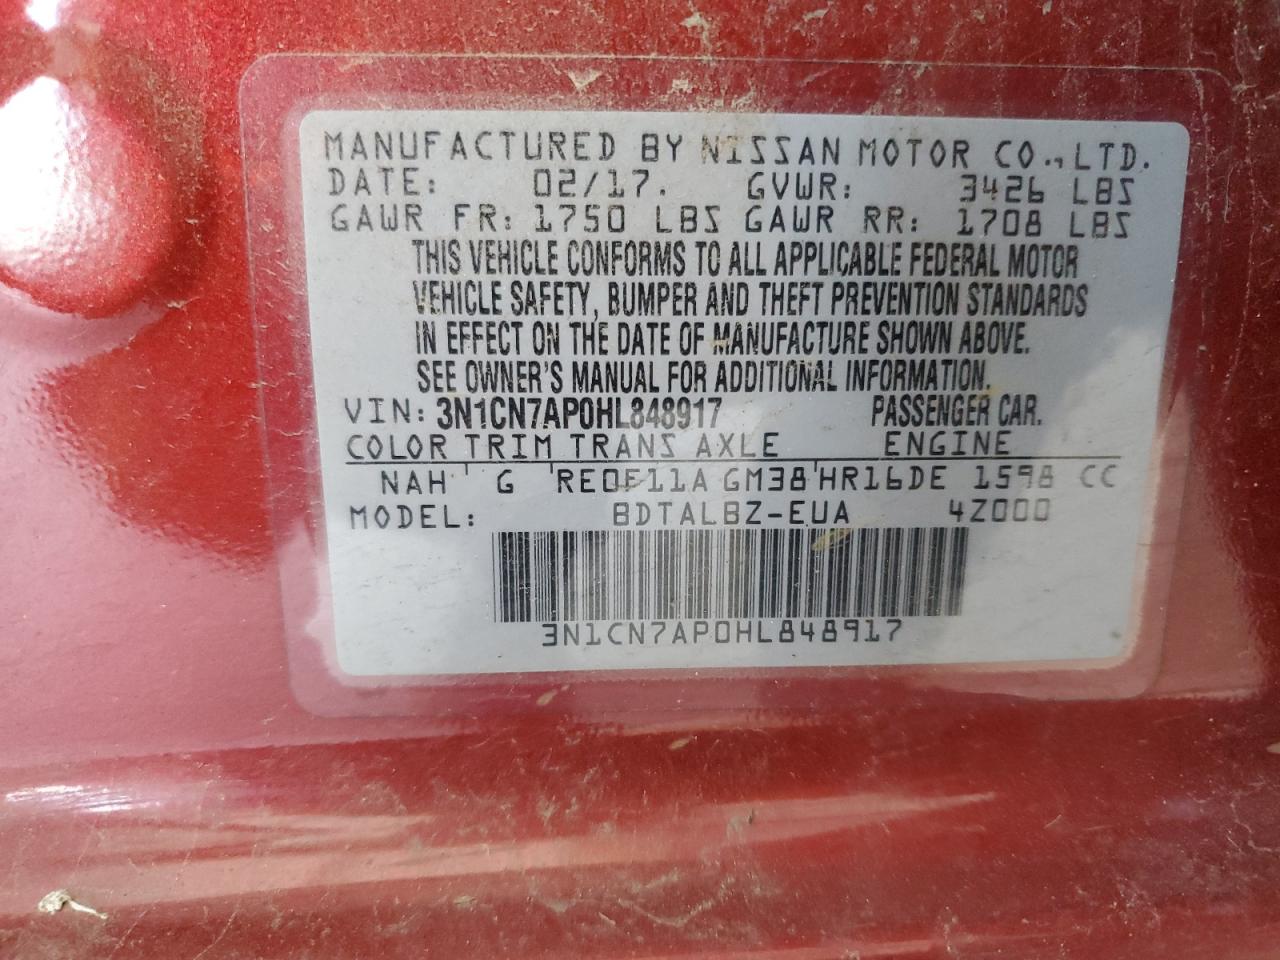 MANUFACTURED BY NISSAN MOTOR CO., LTD.
DATE: 02/17. GVWR: 3426 LBS
GAWR FR: 1750 LBS GAWR RR: 1708 LBS
THIS VEHICLE CONFORMS TO ALL APPLICABLE FEDERAL MOTOR
VEHICLE SAFETY, BUMPER AND THEFT PREVENTION STANDARDS
IN EFFECT ON THE DATE OF MANUFACTURE SHOWN ABOVE.
SEE OWNER'S MANUAL FOR ADDITIONAL INFORMATION.
VIN: 3N1CN7AP0HL848917 PASSENGER CAR.
COLOR TRIM TRANS AXLE ENGINE
NAH G RE0F11A GM38 HR16DE 1598 CC
MODEL: BDTALBZ-EUA 4Z000
3N1CN7AP0HL848917